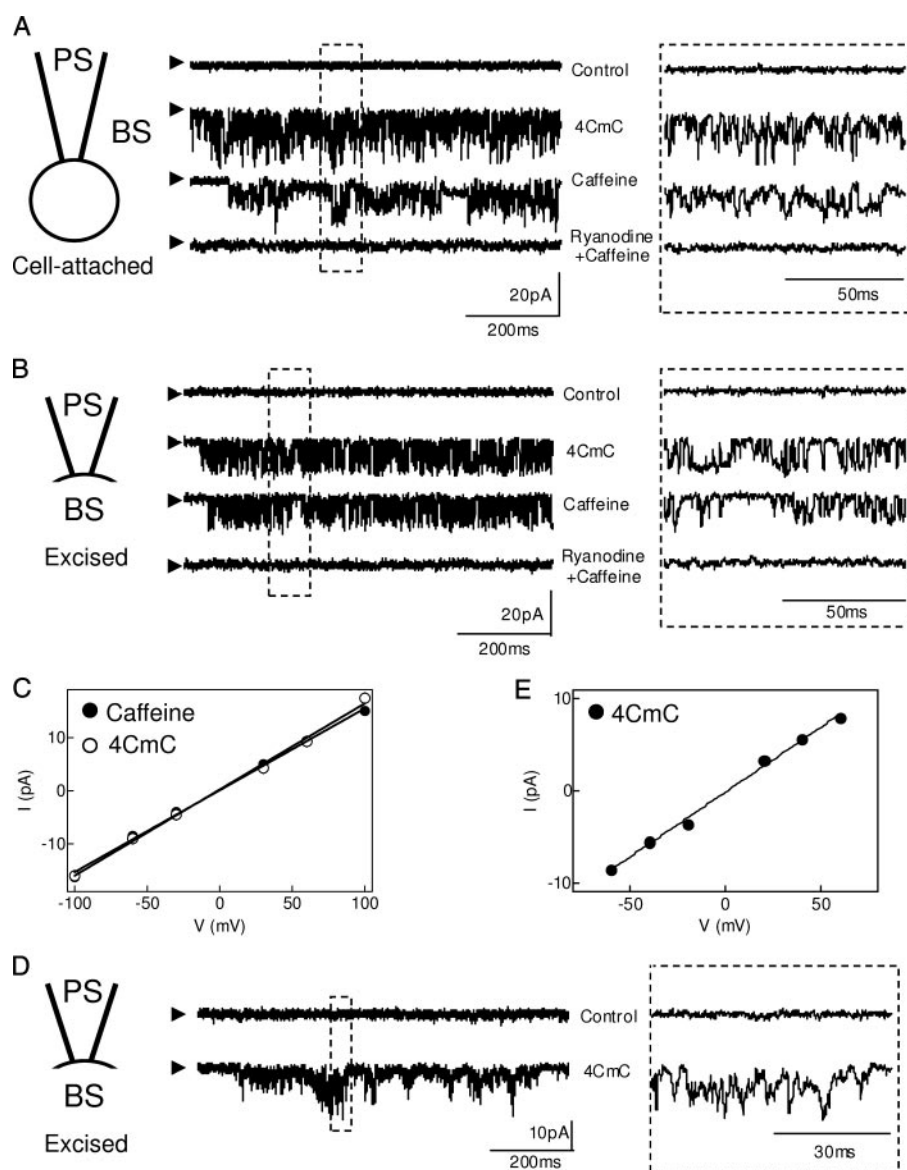 A
PS
BS
Cell-attached
Control
4CmC
Caffeine
Ryanodine
+Caffeine
20pA
200ms
50ms
B
PS
BS
Excised
Control
4CmC
Caffeine
Ryanodine
+Caffeine
20pA
200ms
50ms
C
Caffeine
4CmC
I (pA)
10
0
-10
-100
-50
0
50
100
V (mV)
E
4CmC
I (pA)
10
0
-10
-50
0
50
V (mV)
D
PS
BS
Excised
Control
4CmC
10pA
200ms
30ms